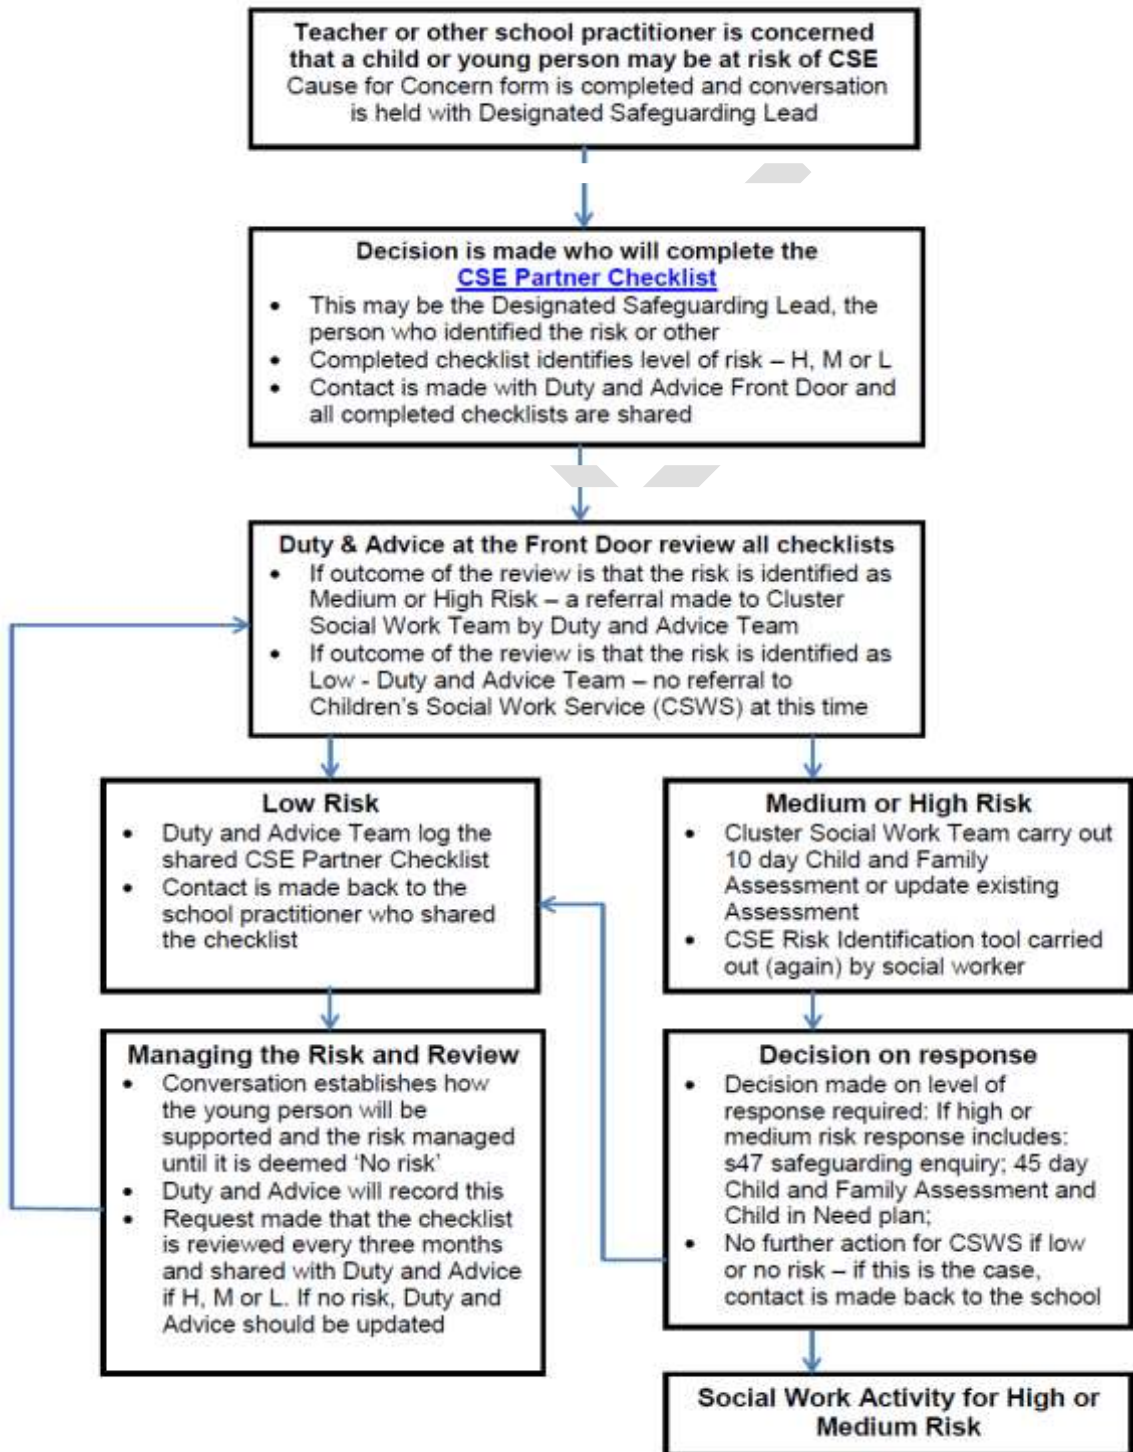 Teacher or other school practitioner is concerned
that a child or young person may be at risk of CSE
Cause for Concern form is completed and conversation
is held with Designated Safeguarding Lead
Decision is made who will complete the
CSE Partner Checklist
• This may be the Designated Safeguarding Lead, the
person who identified the risk or other
• Completed checklist identifies level of risk – H, M or L
• Contact is made with Duty and Advice Front Door and
all completed checklists are shared
Duty & Advice at the Front Door review all checklists
• If outcome of the review is that the risk is identified as
Medium or High Risk – a referral made to Cluster
Social Work Team by Duty and Advice Team
• If outcome of the review is that the risk is identified as
Low - Duty and Advice Team – no referral to
Children's Social Work Service (CSWS) at this time
Low Risk
• Duty and Advice Team log the
shared CSE Partner Checklist
• Contact is made back to the
school practitioner who shared
the checklist
Medium or High Risk
• Cluster Social Work Team carry out
10 day Child and Family
Assessment or update existing
Assessment
• CSE Risk Identification tool carried
out (again) by social worker
Managing the Risk and Review
• Conversation establishes how
the young person will be
supported and the risk managed
until it is deemed 'No risk'
• Duty and Advice will record this
• Request made that the checklist
is reviewed every three months
and shared with Duty and Advice
if H, M or L. If no risk, Duty and
Advice should be updated
Decision on response
• Decision made on level of
response required: If high or
medium risk response includes:
s47 safeguarding enquiry; 45 day
Child and Family Assessment and
Child in Need plan;
• No further action for CSWS if low
or no risk – if this is the case,
contact is made back to the school
Social Work Activity for High or
Medium Risk